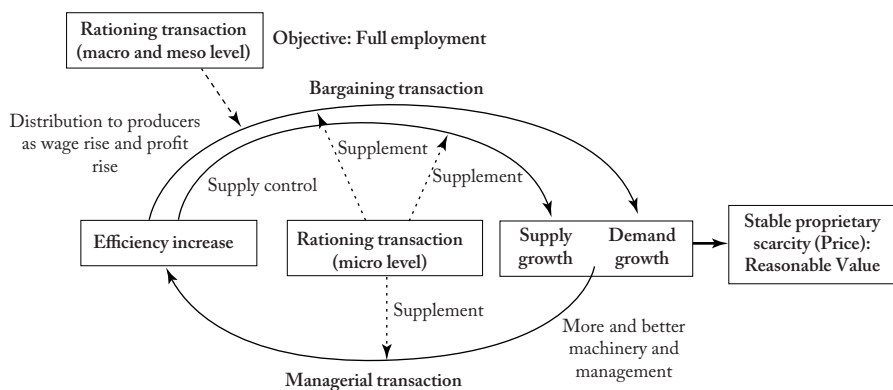 Rationing transaction
(macro and meso level)
Objective: Full employment
Bargaining transaction
Distribution to producers
as wage rise and profit
rise
Supplement
Supplement
Supply control
Efficiency increase
Rationing transaction
(micro level)
Supply
growth
Demand
growth
Stable proprietary
scarcity (Price):
Reasonable Value
Supplement
More and better
machinery and
management
Managerial transaction